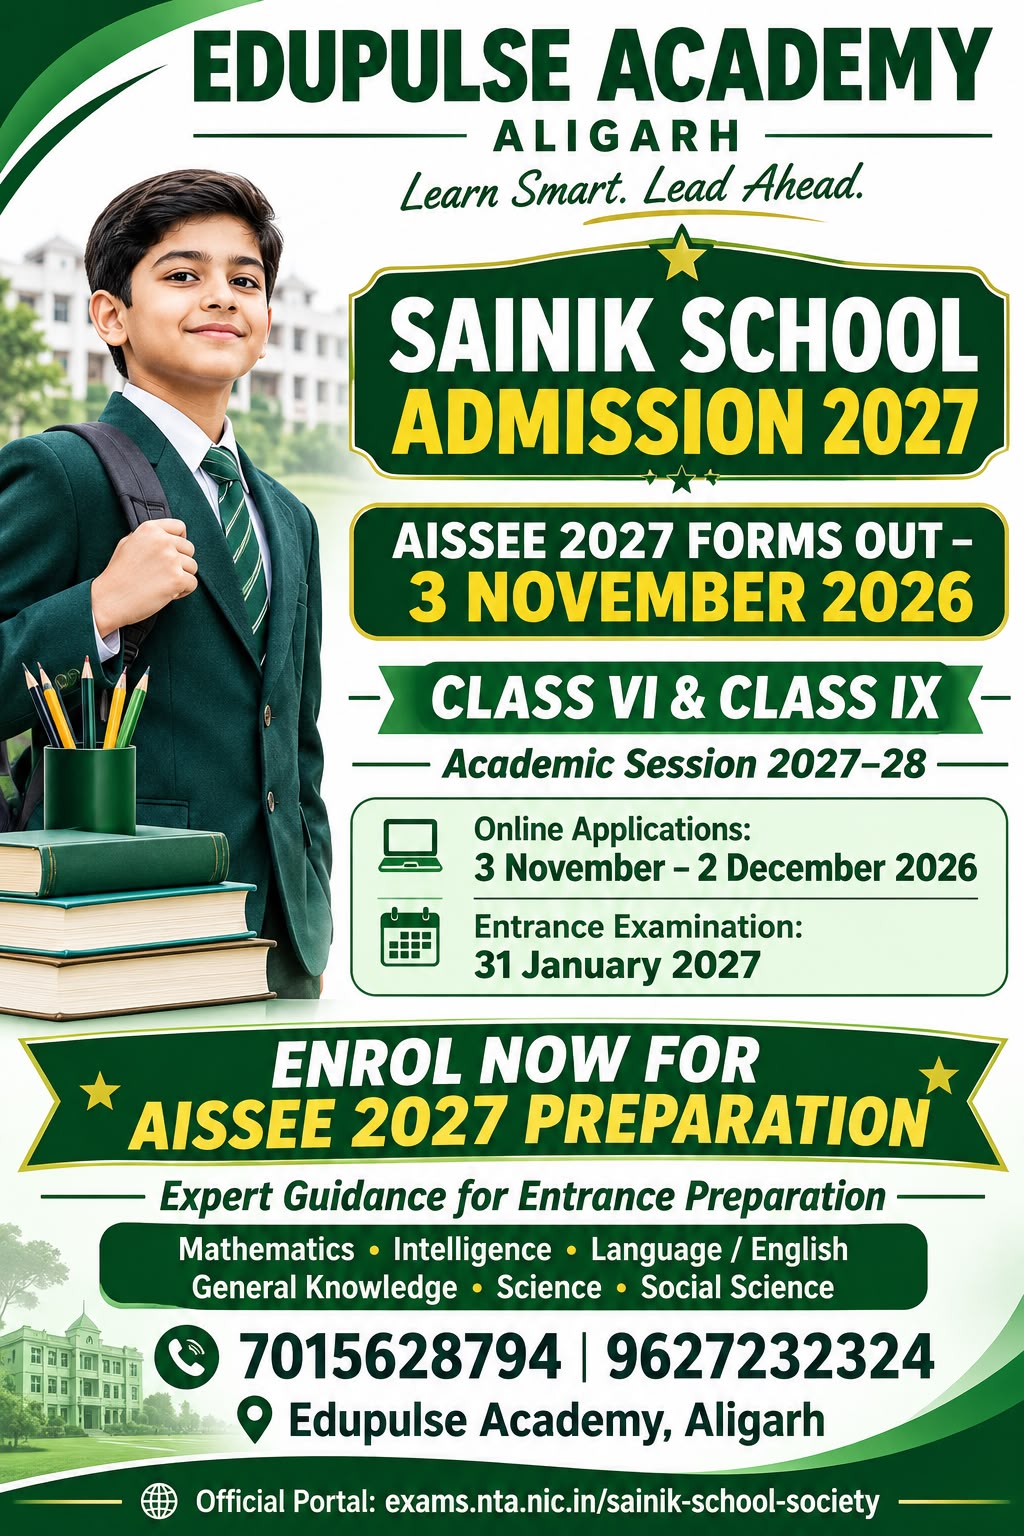 EDUPULSE ACADEMY
ALIGARH
Learn Smart. Lead Ahead.
SAINIK SCHOOL
ADMISSION 2027
AISSEE 2027 FORMS OUT –
3 NOVEMBER 2026
CLASS VI & CLASS IX
Academic Session 2027–28
Online Applications:
3 November – 2 December 2026
Entrance Examination:
31 January 2027
ENROL NOW FOR
AISSEE 2027 PREPARATION
Expert Guidance for Entrance Preparation
Mathematics • Intelligence • Language / English
General Knowledge • Science • Social Science
7015628794 | 9627232324
Edupulse Academy, Aligarh
Official Portal: exams.nta.nic.in/sainik-school-society